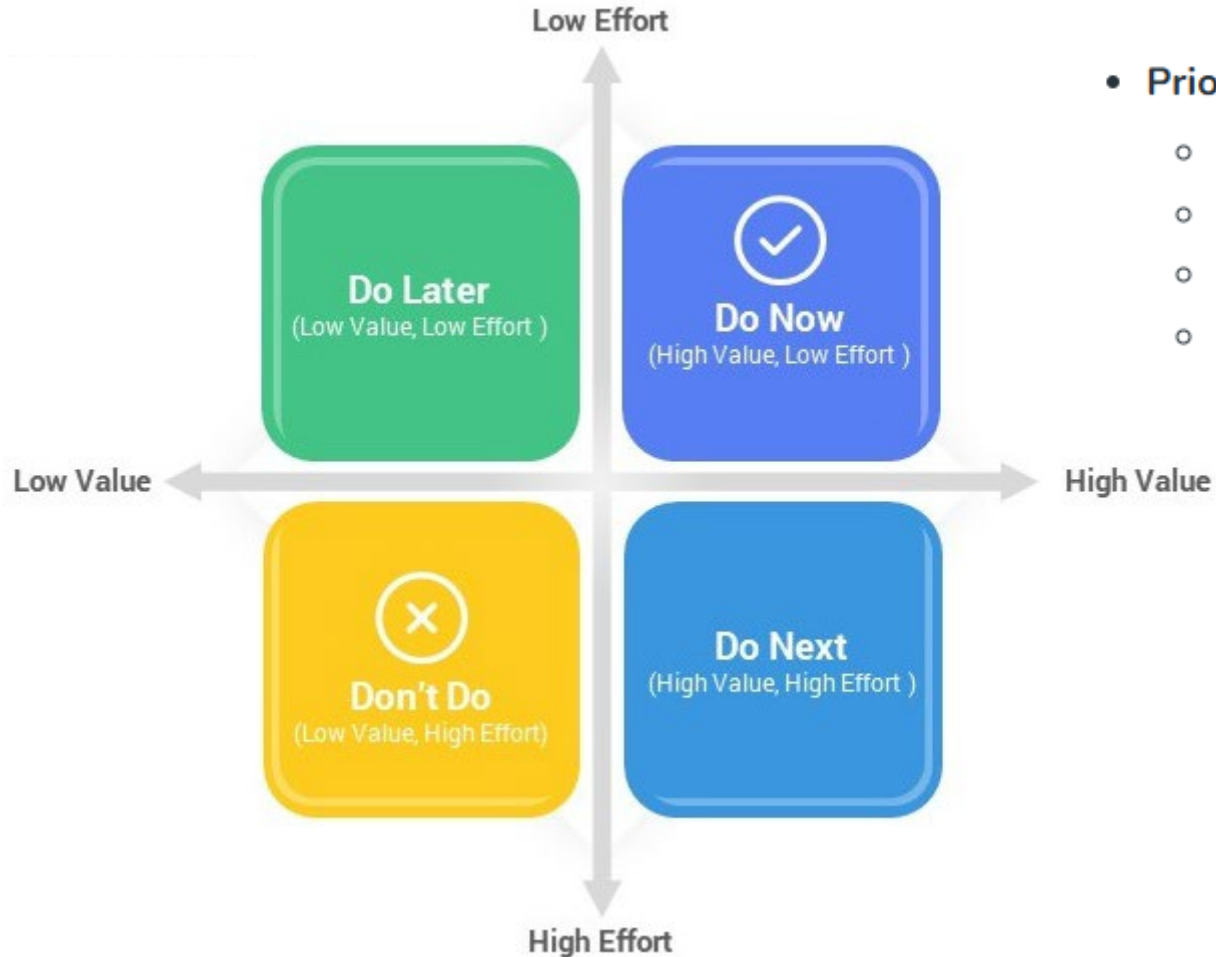 Low Effort
• Prio
Do Later
(Low Value, Low Effort )
Do Now
(High Value, Low Effort )
Low Value
High Value
Don't Do
(Low Value, High Effort)
Do Next
(High Value, High Effort )
High Effort